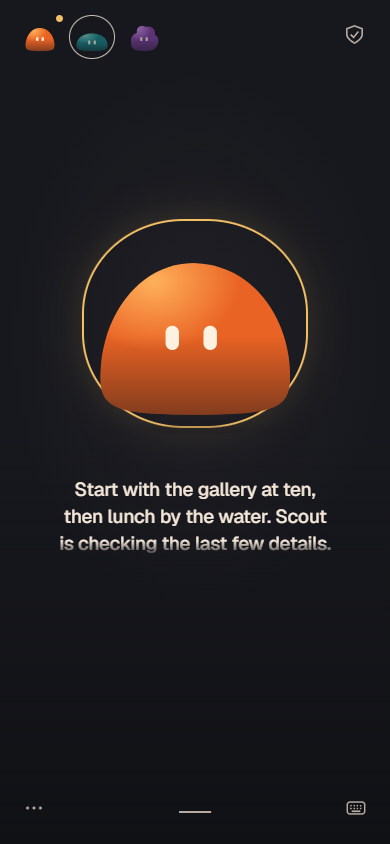 Start with the gallery at ten,
then lunch by the water. Scout
is checking the last few details.